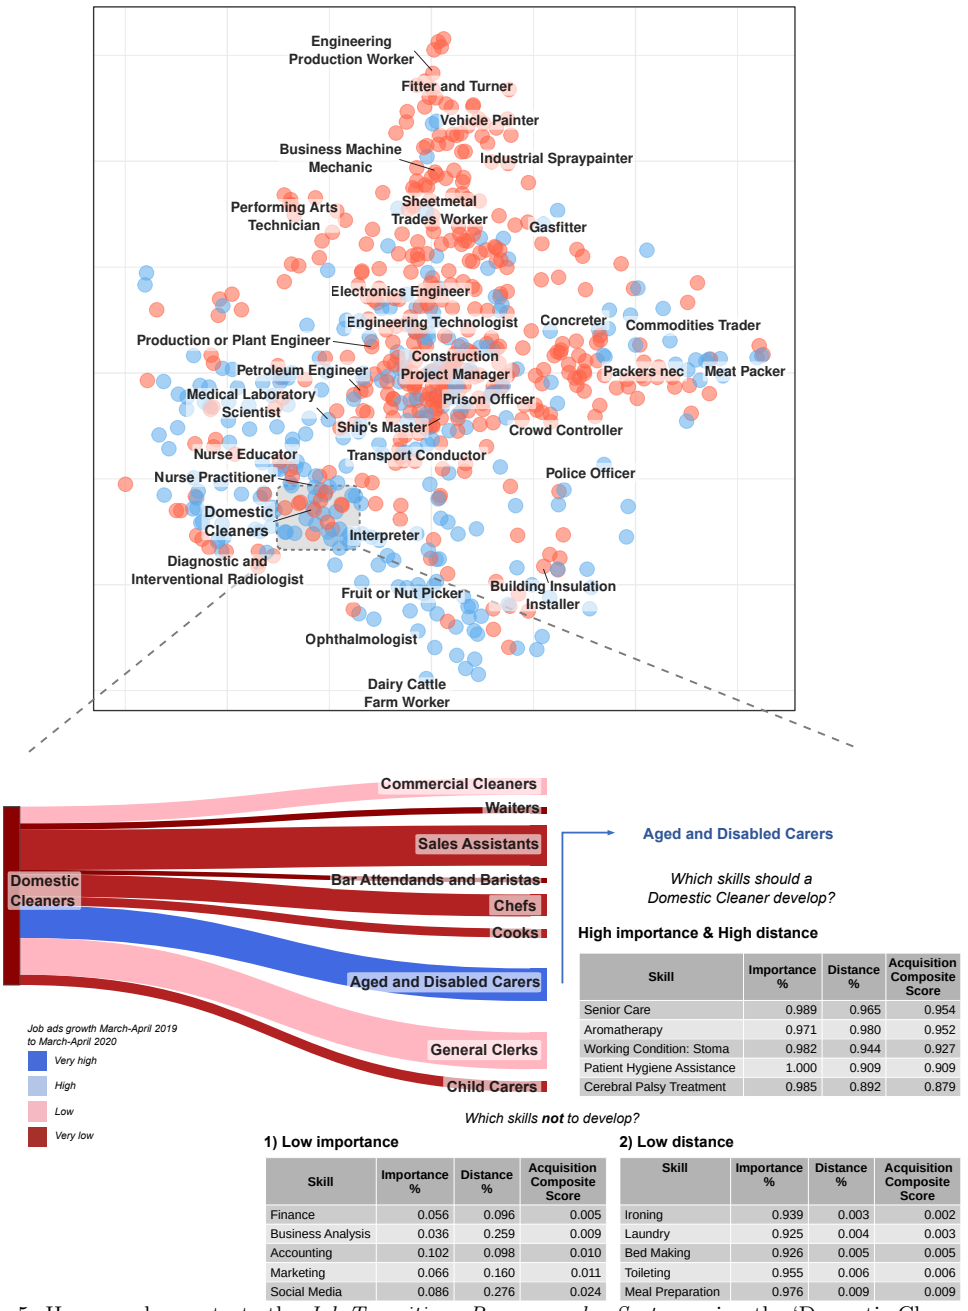 Engineering
Production Worker
Fitter and Turner
Vehicle Painter
Business Machine
Mechanic
Industrial Spraypainter
Performing Arts
Technician
Sheetmetal
Trades Worker
Gasfitter
Electronics Engineer
Engineering Technologist
Concreter
Commodities Trader
Production or Plant Engineer
Construction
Project Manager
Petroleum Engineer
Packers nec
Meat Packer
Medical Laboratory
Scientist
Prison Officer
Ship's Master
Crowd Controller
Nurse Educator
Transport Conductor
Nurse Practitioner
Police Officer
Domestic
Cleaners
Interpreter
Diagnostic and
Interventional Radiologist
Fruit or Nut Picker
Building Insulation
Installer
Ophthalmologist
Dairy Cattle
Farm Worker
Commercial Cleaners
Waiters
Sales Assistants
Bar Attendands and Baristas
Chefs
Cooks
Aged and Disabled Carers
General Clerks
Child Carers
Domestic
Cleaners
Job ads growth March-April 2019
to March-April 2020
Very high
High
Low
Very low
Aged and Disabled Carers
Which skills should a
Domestic Cleaner develop?
High importance & High distance
Skill Importance % Distance % Acquisition Composite Score
Senior Care 0.989 0.965 0.954
Aromatherapy 0.971 0.980 0.952
Working Condition: Stoma 0.982 0.944 0.927
Patient Hygiene Assistance 1.000 0.909 0.909
Cerebral Palsy Treatment 0.985 0.892 0.879
Which skills not to develop?
1) Low importance
Skill Importance % Distance % Acquisition Composite Score
Finance 0.056 0.096 0.005
Business Analysis 0.036 0.259 0.009
Accounting 0.102 0.098 0.010
Marketing 0.066 0.160 0.011
Social Media 0.086 0.276 0.024
2) Low distance
Skill Importance % Distance % Acquisition Composite Score
Ironing 0.939 0.003 0.002
Laundry 0.925 0.004 0.003
Bed Making 0.926 0.005 0.005
Toileting 0.955 0.006 0.006
Meal Preparation 0.976 0.009 0.009